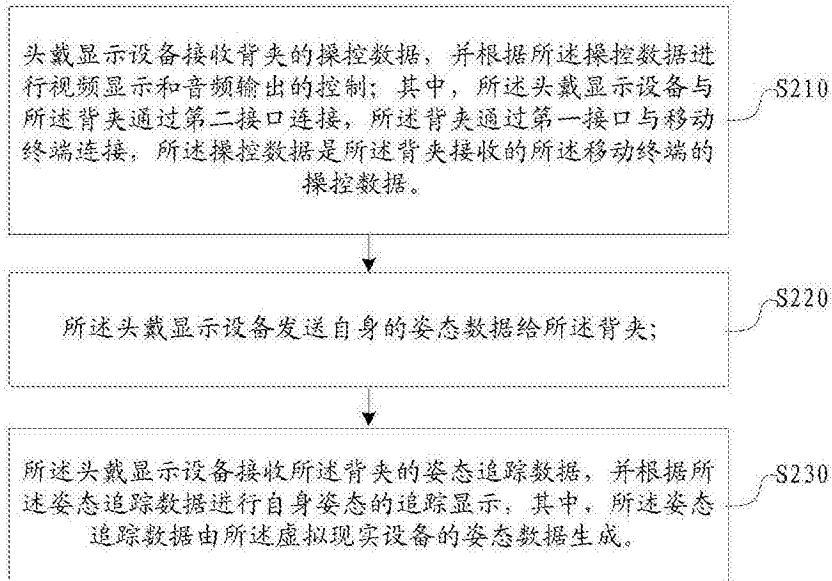 头戴显示设备接收背夹的操控数据，并根据所述操控数据进
行视频显示和音频输出的控制；其中，所述头戴显示设备与
所述背夹通过第二接口连接，所述背夹通过第一接口与移动
终端连接，所述操控数据是所述背夹接收的所述移动终端的
操控数据。
S210
所述头戴显示设备发送自身的姿态数据给所述背夹；
S220
所述头戴显示设备接收所述背夹的姿态追踪数据，并根据所
述姿态追踪数据进行自身姿态的追踪显示，其中，所述姿态
追踪数据由所述虚拟现实设备的姿态数据生成。
S230